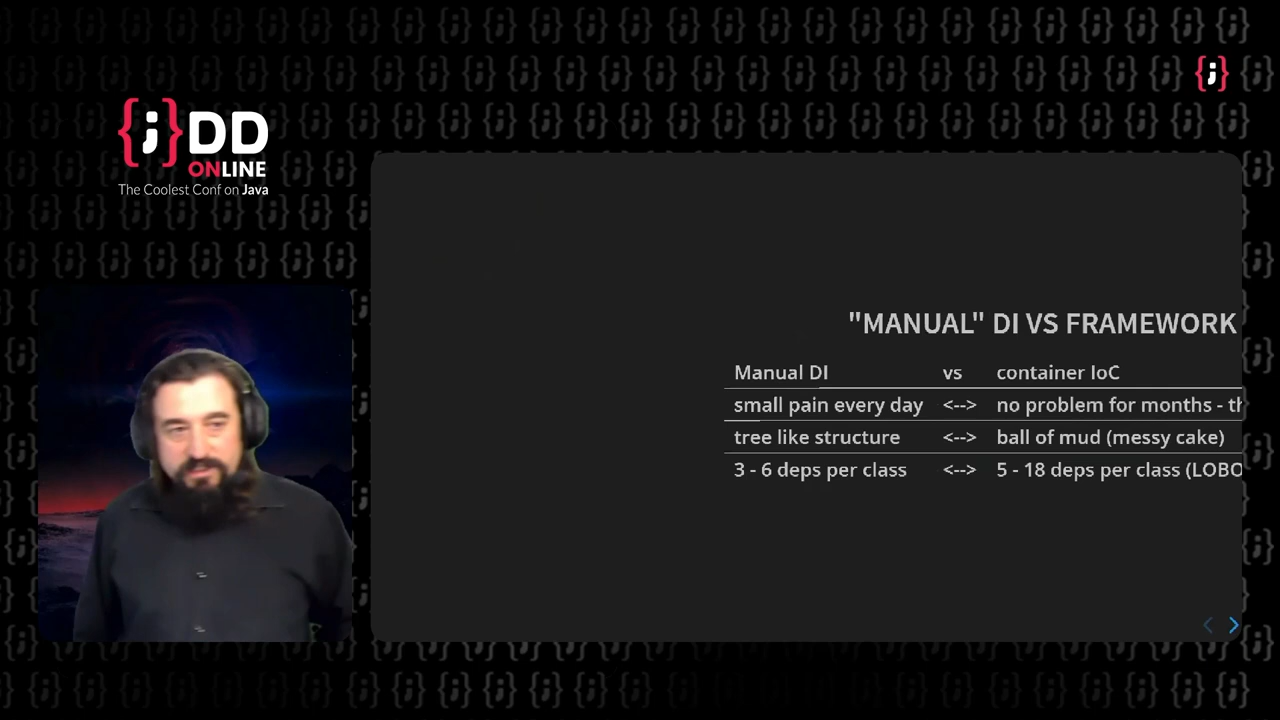 {;}
{;}DD
ONLINE
The Coolest Conf on Java
"MANUAL" DI VS FRAMEWORK
Manual DI vs container IoC
small pain every day <--> no problem for months - th
tree like structure <--> ball of mud (messy cake)
3 - 6 deps per class <--> 5 - 18 deps per class (LOBO